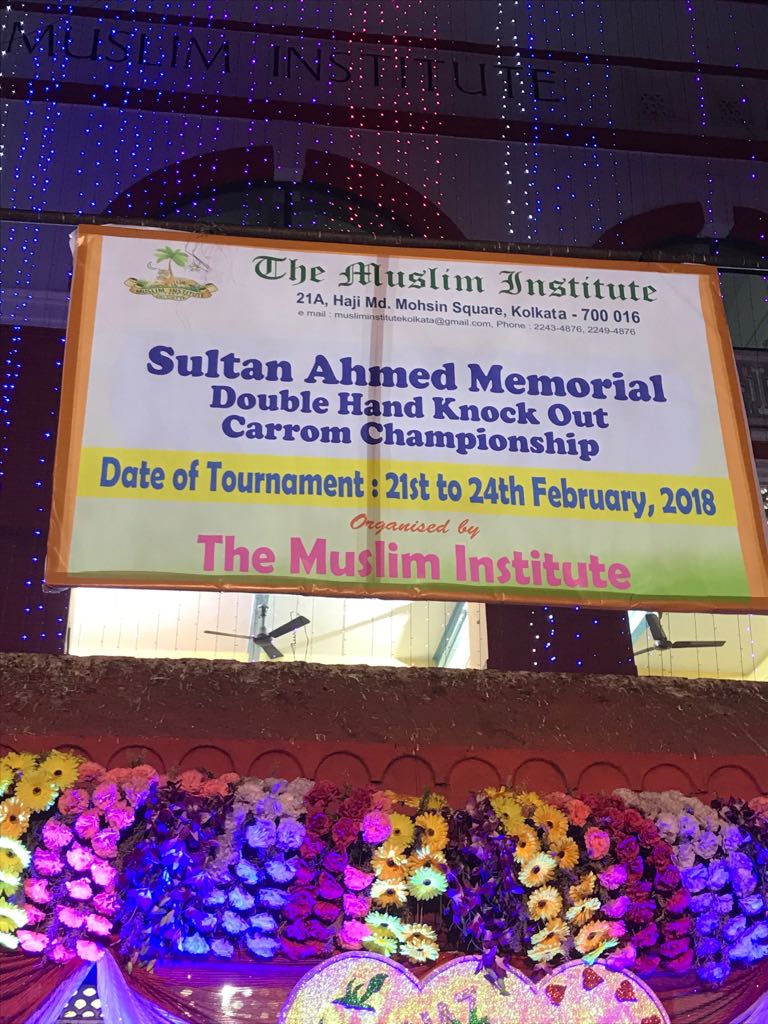 MUSLIM INSTITUTE
MUSLIM INSTITUTE
The Muslim Institute
21A, Haji Md. Mohsin Square, Kolkata - 700 016
e mail : musliminstitutekolkata@gmail.com, Phone : 2243-4876, 2249-4876
Sultan Ahmed Memorial
Double Hand Knock Out
Carrom Championship
Date of Tournament : 21st to 24th February, 2018
Organised by
The Muslim Institute